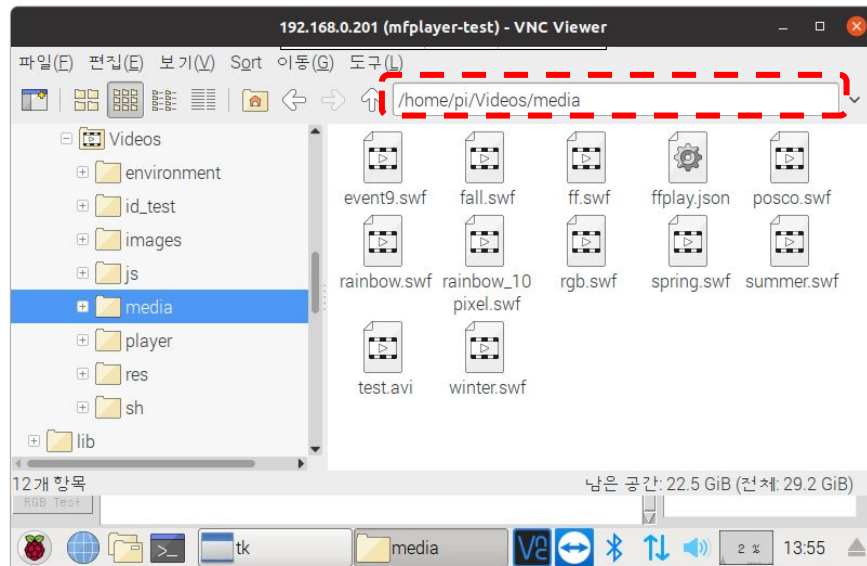 192.168.0.201 (mfplayer-test) - VNC Viewer
파일(F) 편집(E) 보기(V) Sort 이동(G) 도구(L)
/home/pi/Videos/media
Videos
environment
id_test
images
js
media
player
res
sh
lib
event9.swf fall.swf ff.swf ffplay.json posco.swf
rainbow.swf rainbow_10 rgb.swf spring.swf summer.swf
pixel.swf
test.avi winter.swf
12개 항목 남은 공간: 22.5 GiB (전체: 29.2 GiB)
RGB Test
tk media 2 % 13:55